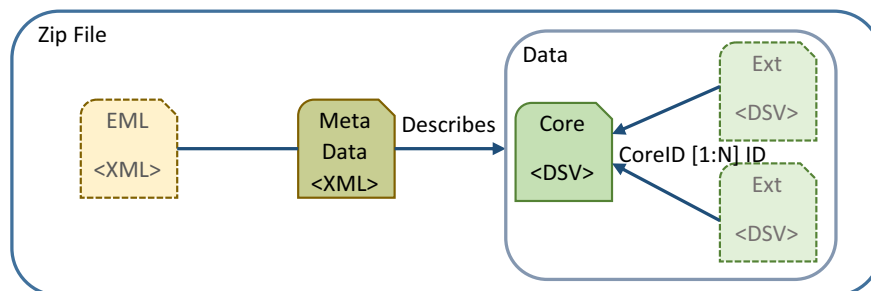 Zip File
Data
EML
<XML>
Meta
Data
<XML>
Describes
Core
<DSV>
Ext
<DSV>
CoreID [1:N] ID
Ext
<DSV>